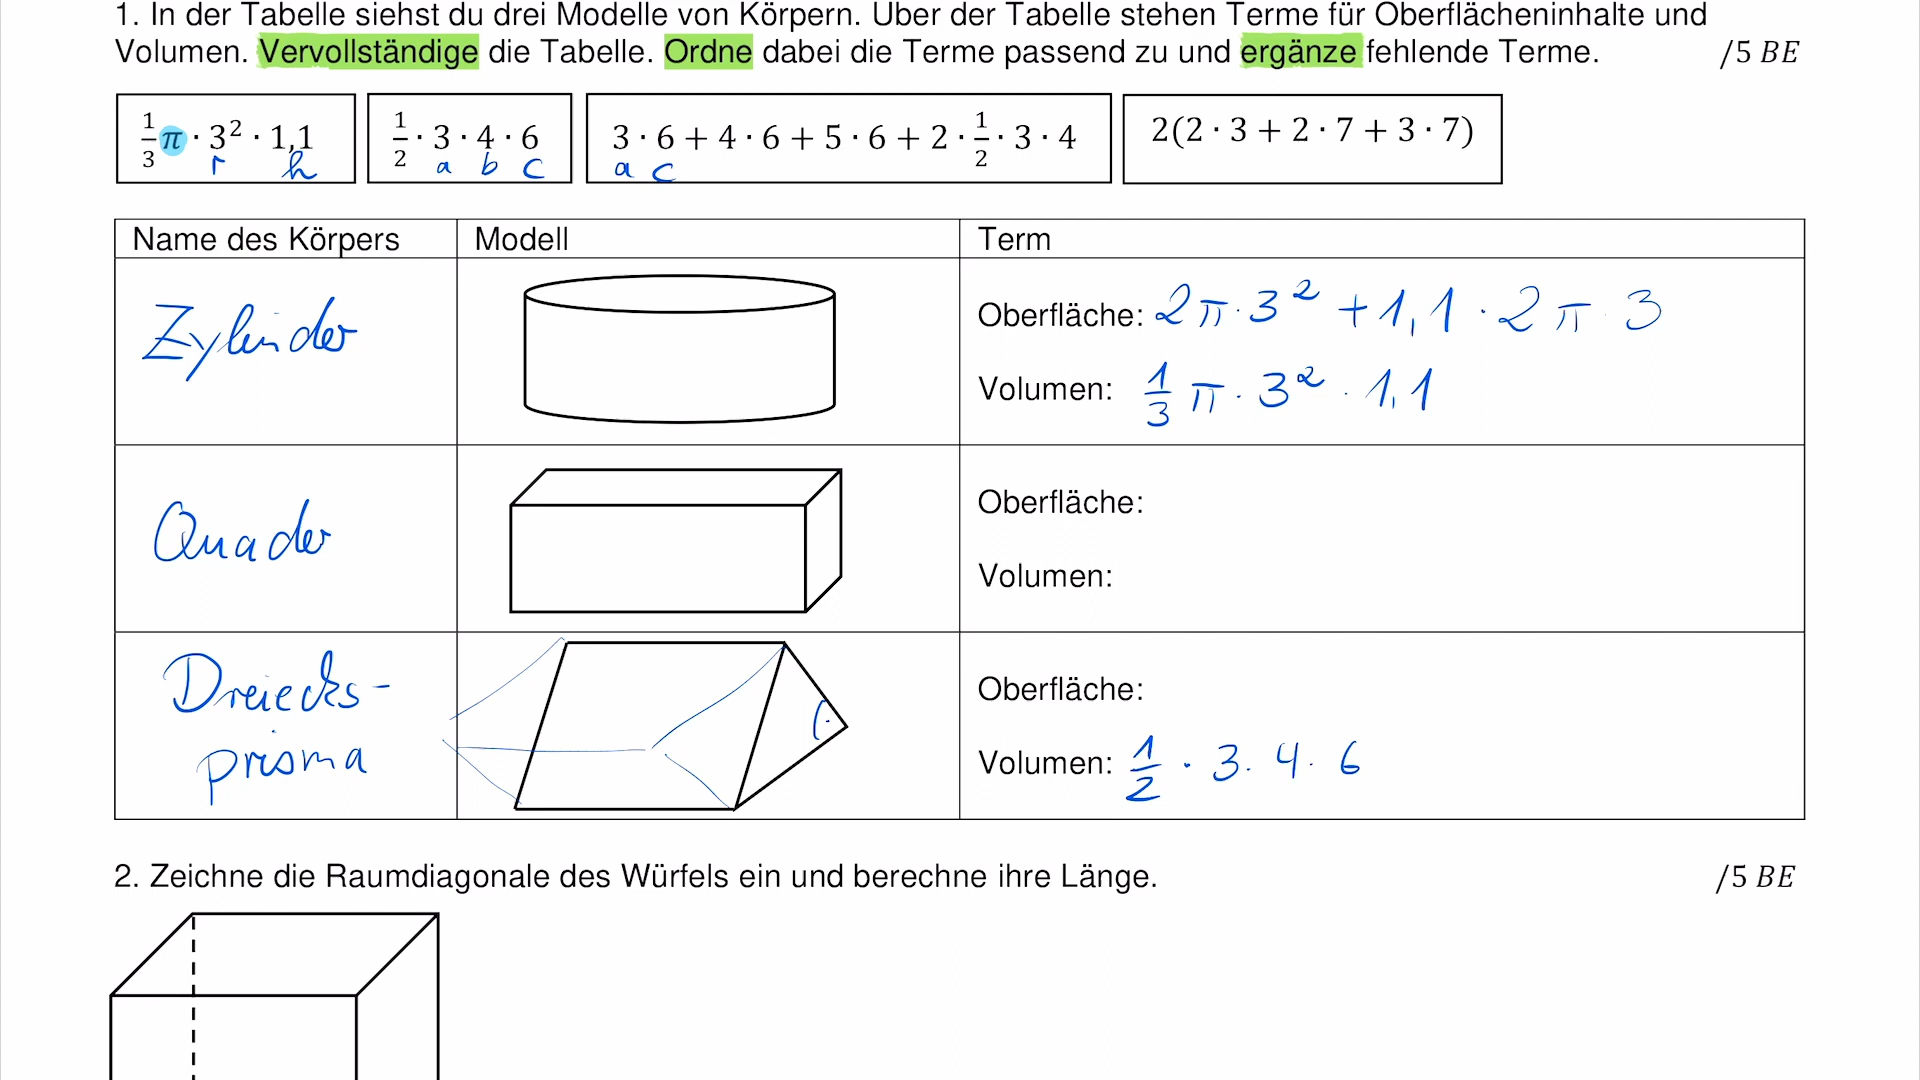 1. In der Tabelle siehst du drei Modelle von Körpern. Über der Tabelle stehen Terme für Oberflächeninhalte und
Volumen. Vervollständige die Tabelle. Ordne dabei die Terme passend zu und ergänze fehlende Terme. /5 BE
1/3 π · 3² · 1,1
r h
1/2 · 3 · 4 · 6
a b c
3 · 6 + 4 · 6 + 5 · 6 + 2 · 1/2 · 3 · 4
a c
2(2 · 3 + 2 · 7 + 3 · 7)
Name des Körpers Modell Term
Zylinder
Oberfläche: 2π · 3² + 1,1 · 2π · 3
Volumen: 1/3 π · 3² · 1,1
Quader
Oberfläche:
Volumen:
Dreiecks-
prisma
Oberfläche:
Volumen: 1/2 · 3 · 4 · 6
2. Zeichne die Raumdiagonale des Würfels ein und berechne ihre Länge. /5 BE